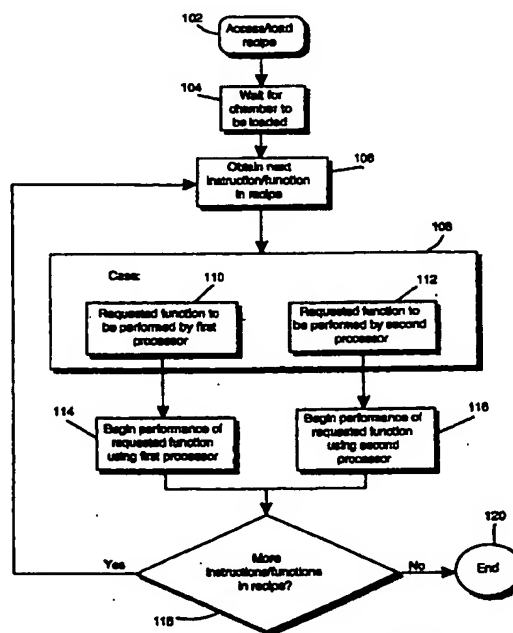 102
Access/load
recipe
104
Wait for
chamber to
be loaded
106
Obtain next
instruction/function
in recipe
108
Case:
110
Requested function to
be performed by first
processor
112
Requested function to
be performed by second
processor
114
Begin performance of
requested function
using first processor
116
Begin performance of
requested function
using second
processor
Yes
More
instructions/functions
in recipe?
No
120
End
118